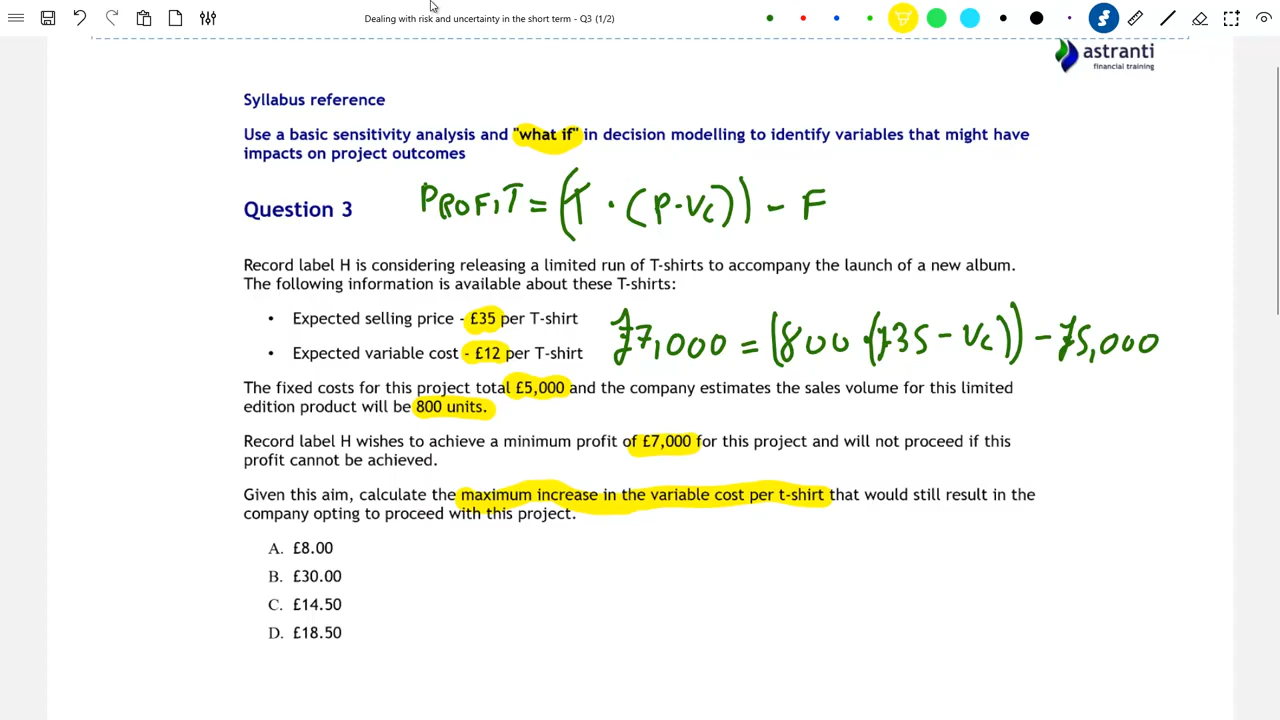 Dealing with risk and uncertainty in the short term - Q3 (1/2)
astranti
financial training
Syllabus reference
Use a basic sensitivity analysis and "what if" in decision modelling to identify variables that might have
impacts on project outcomes
Question 3
PROFIT = (T · (P-Vc)) - F
Record label H is considering releasing a limited run of T-shirts to accompany the launch of a new album.
The following information is available about these T-shirts:
• Expected selling price - £35 per T-shirt
• Expected variable cost - £12 per T-shirt
£7,000 = (800 · (£35 - Vc)) - £5,000
The fixed costs for this project total £5,000 and the company estimates the sales volume for this limited
edition product will be 800 units.
Record label H wishes to achieve a minimum profit of £7,000 for this project and will not proceed if this
profit cannot be achieved.
Given this aim, calculate the maximum increase in the variable cost per t-shirt that would still result in the
company opting to proceed with this project.
A. £8.00
B. £30.00
C. £14.50
D. £18.50